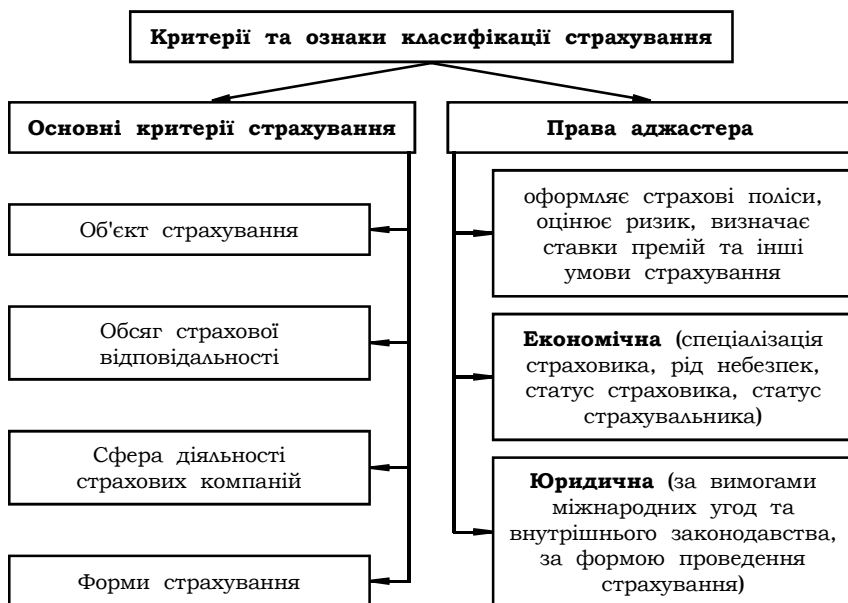 Критерії та ознаки класифікації страхування
Основні критерії страхування
Об'єкт страхування
Обсяг страхової
відповідальності
Сфера діяльності
страхових компаній
Форми страхування
Права аджастера
оформляє страхові поліси,
оцінює ризик, визначає
ставки премій та інші
умови страхування
Економічна (спеціалізація
страховика, рід небезпек,
статус страховика, статус
страхувальника)
Юридична (за вимогами
міжнародних угод та
внутрішнього законодавства,
за формою проведення
страхування)